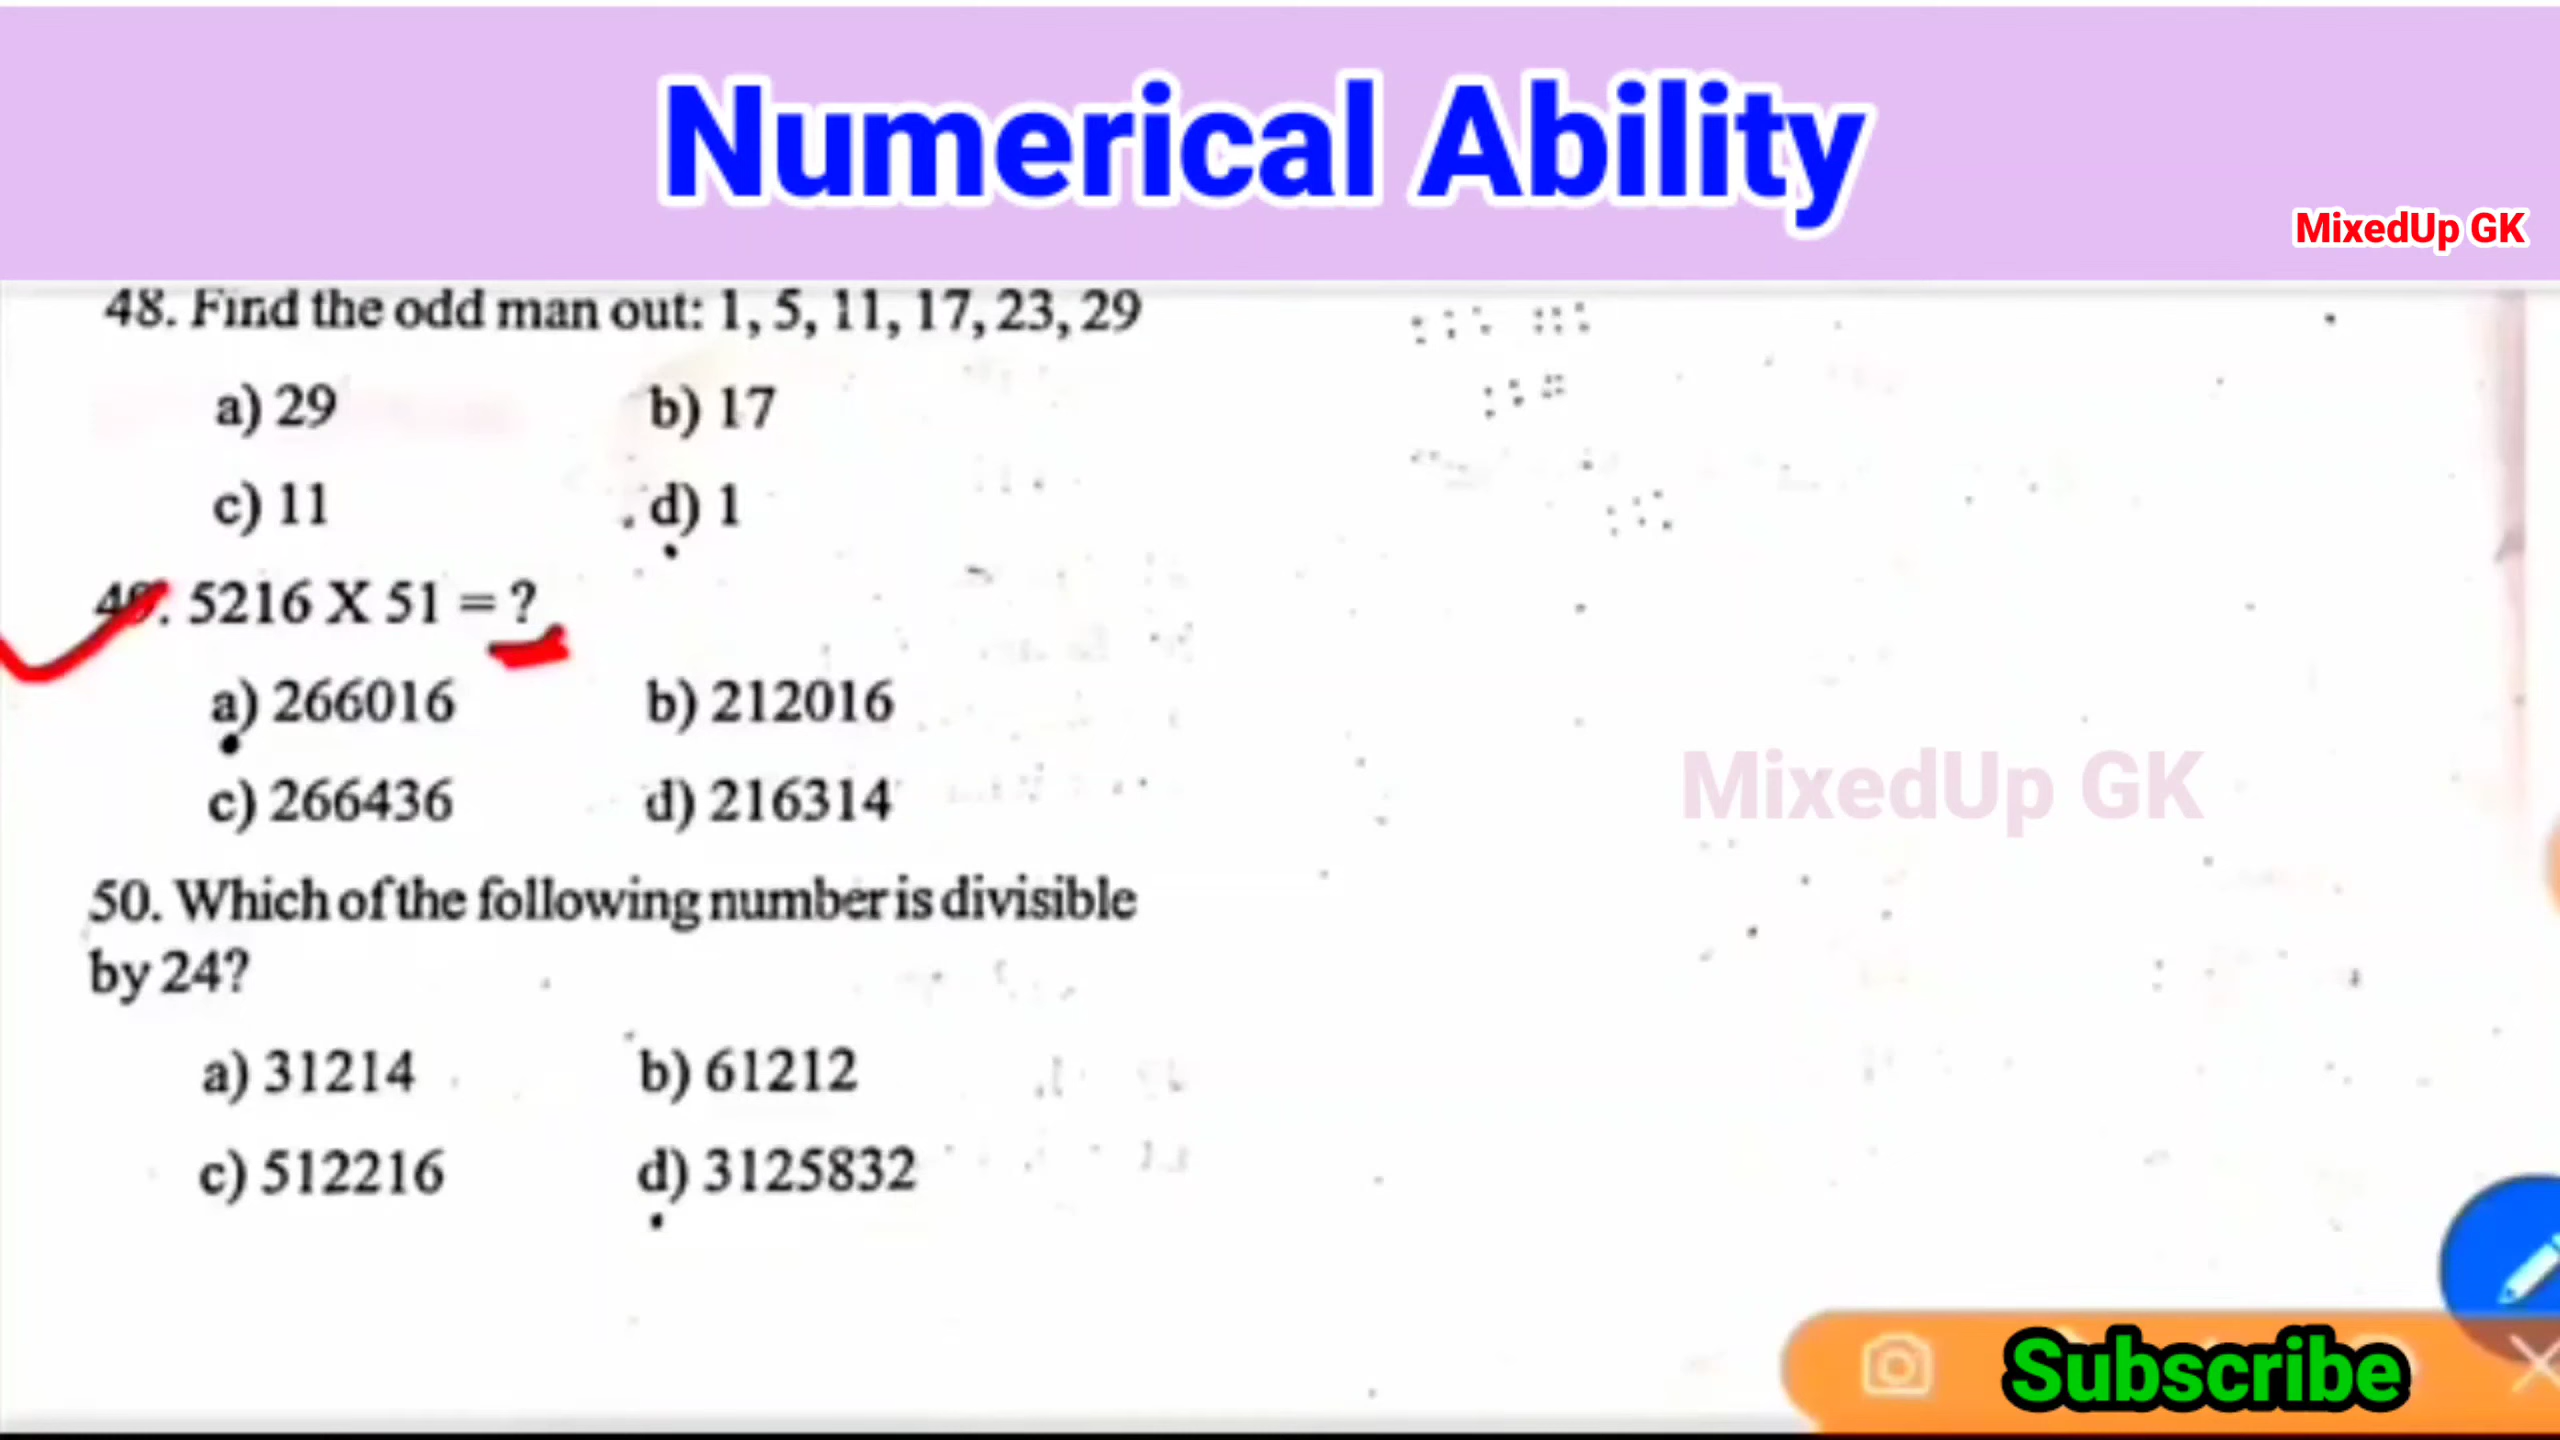 Numerical Ability
MixedUp GK
48. Find the odd man out: 1, 5, 11, 17, 23, 29
a) 29 b) 17
c) 11 d) 1
49. 5216 X 51 = ?
a) 266016 b) 212016
MixedUp GK
c) 266436 d) 216314
50. Which of the following number is divisible
by 24?
a) 31214 b) 61212
c) 512216 d) 3125832
Subscribe